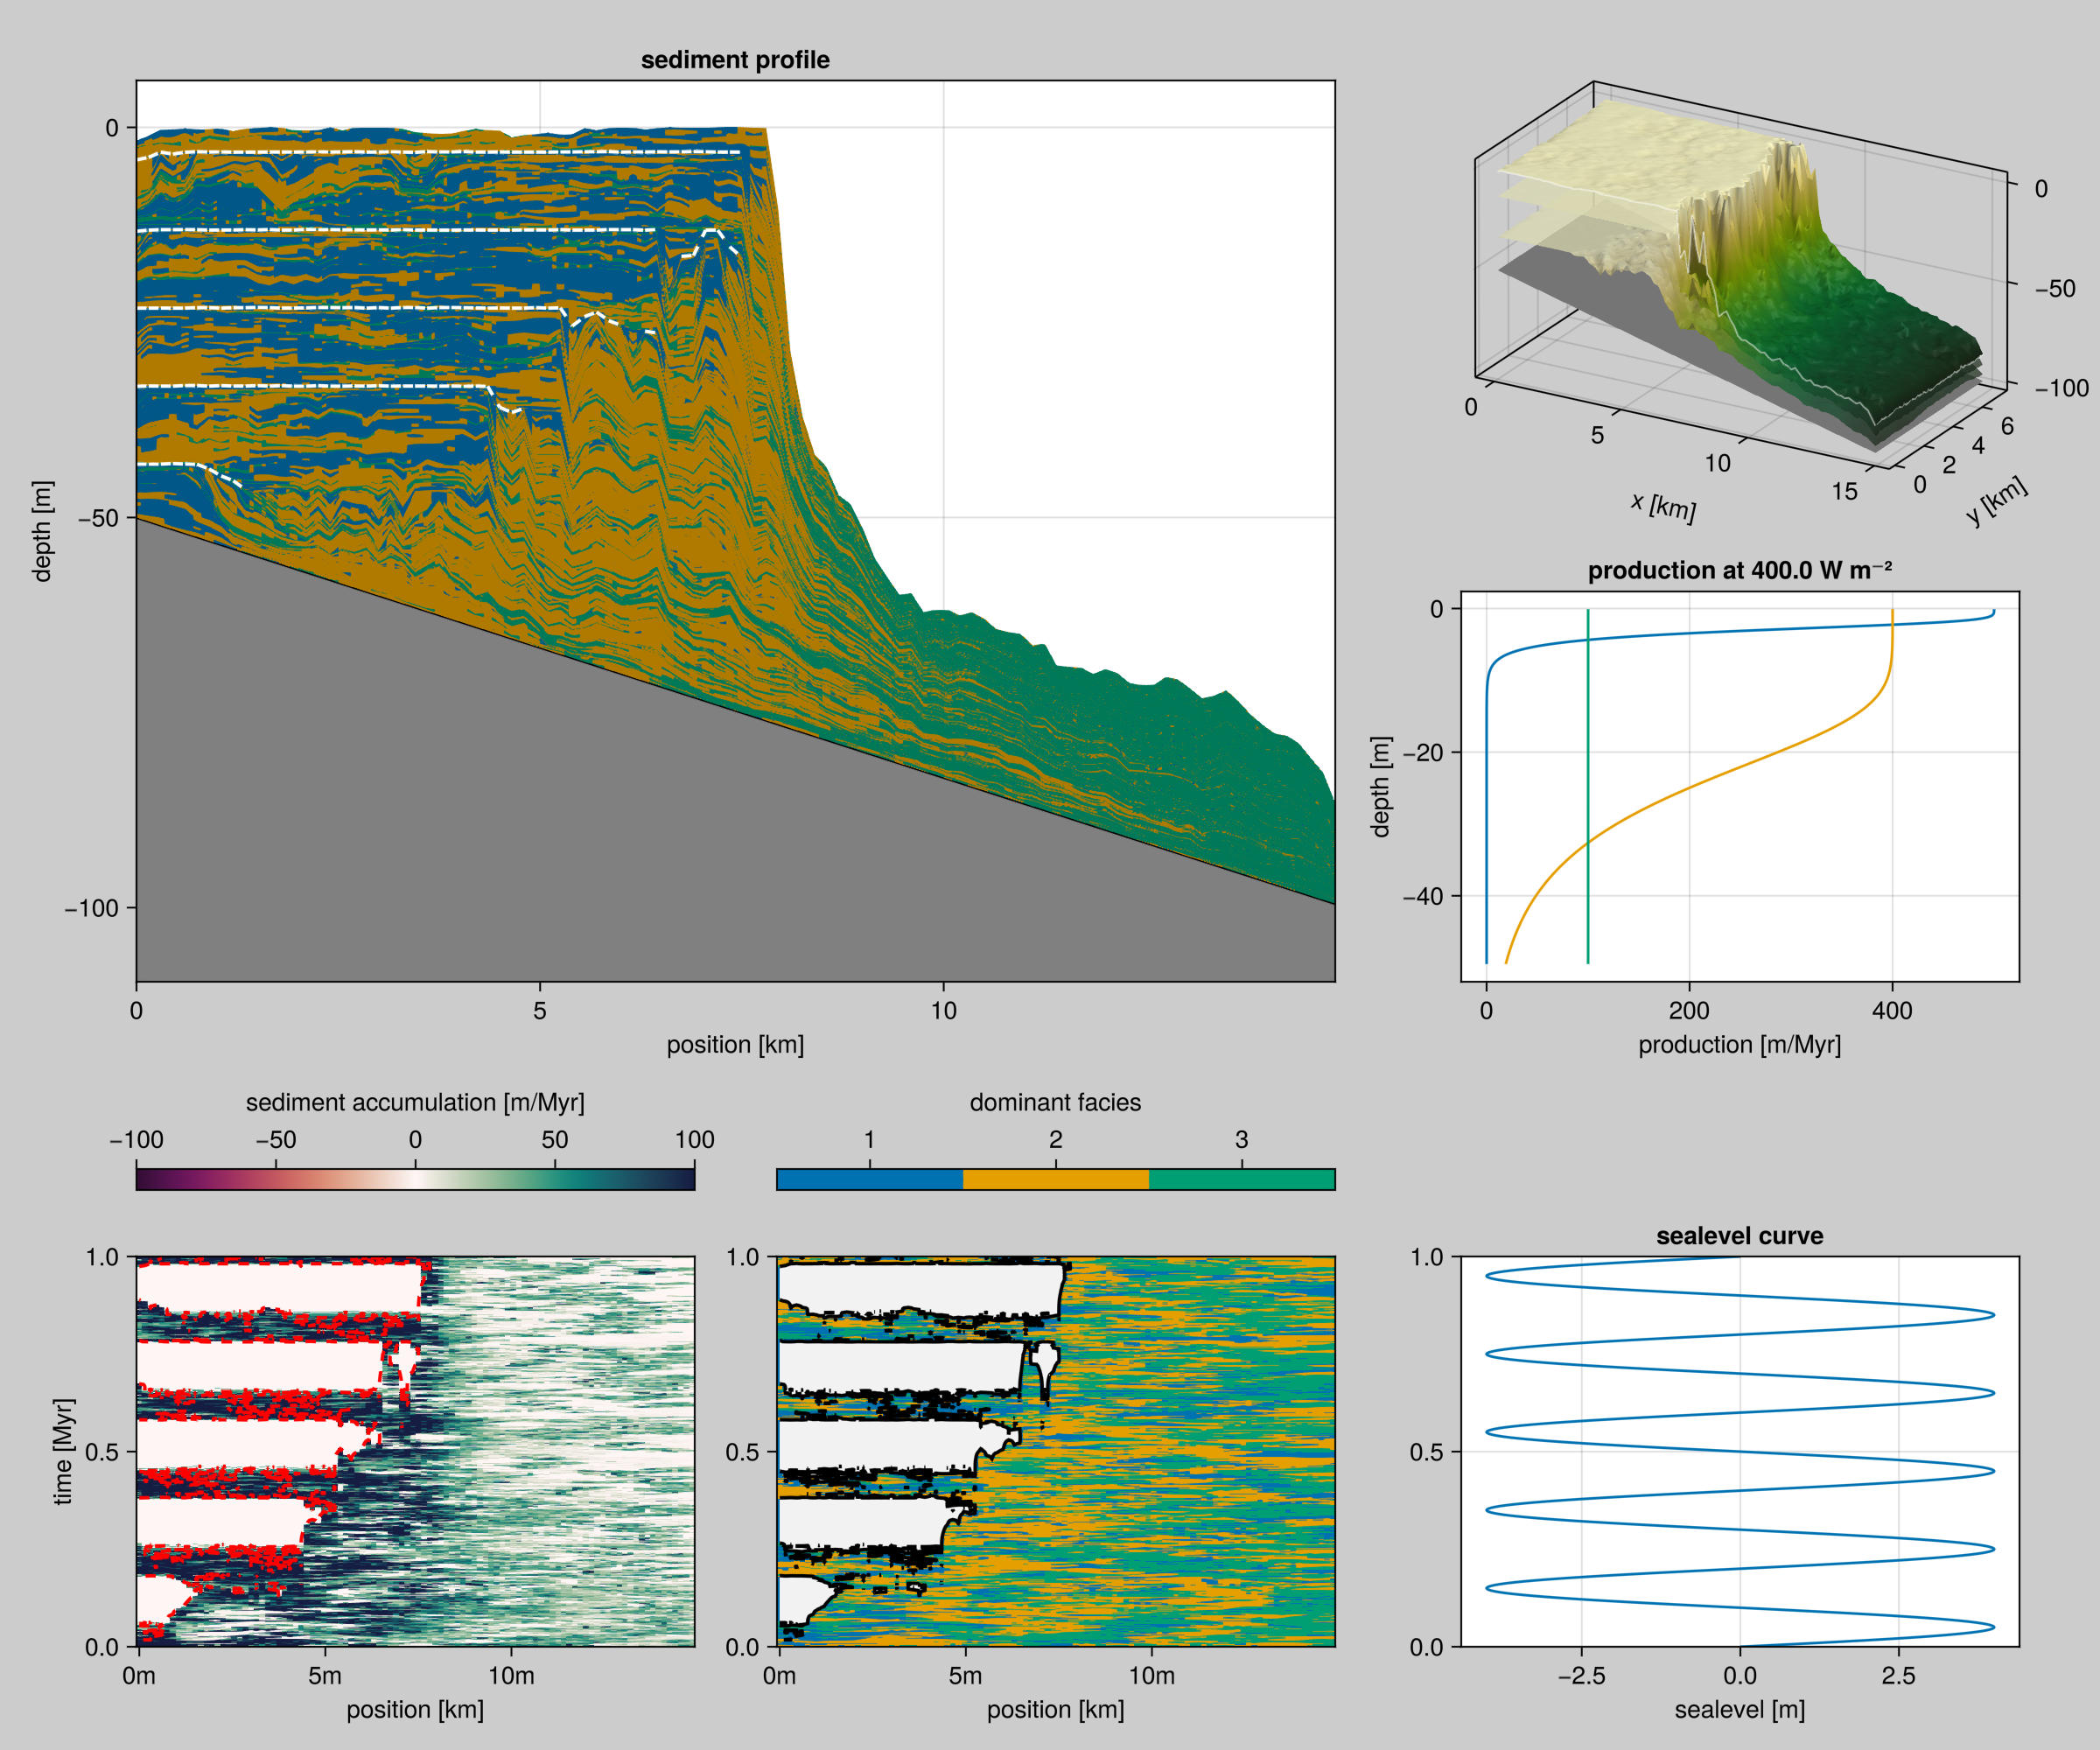 sediment profile
0
−50
−100
depth [m]
0
5
10
position [km]
0
−50
−100
0
5
10
15
x [km]
0
2
4
6
y [km]
production at 400.0 W m⁻²
0
−20
−40
depth [m]
0
200
400
production [m/Myr]
sediment accumulation [m/Myr]
−100
−50
0
50
100
dominant facies
1
2
3
1.0
0.5
0.0
time [Myr]
0m
5m
10m
position [km]
1.0
0.5
0.0
0m
5m
10m
position [km]
sealevel curve
1.0
0.5
0.0
−2.5
0.0
2.5
sealevel [m]